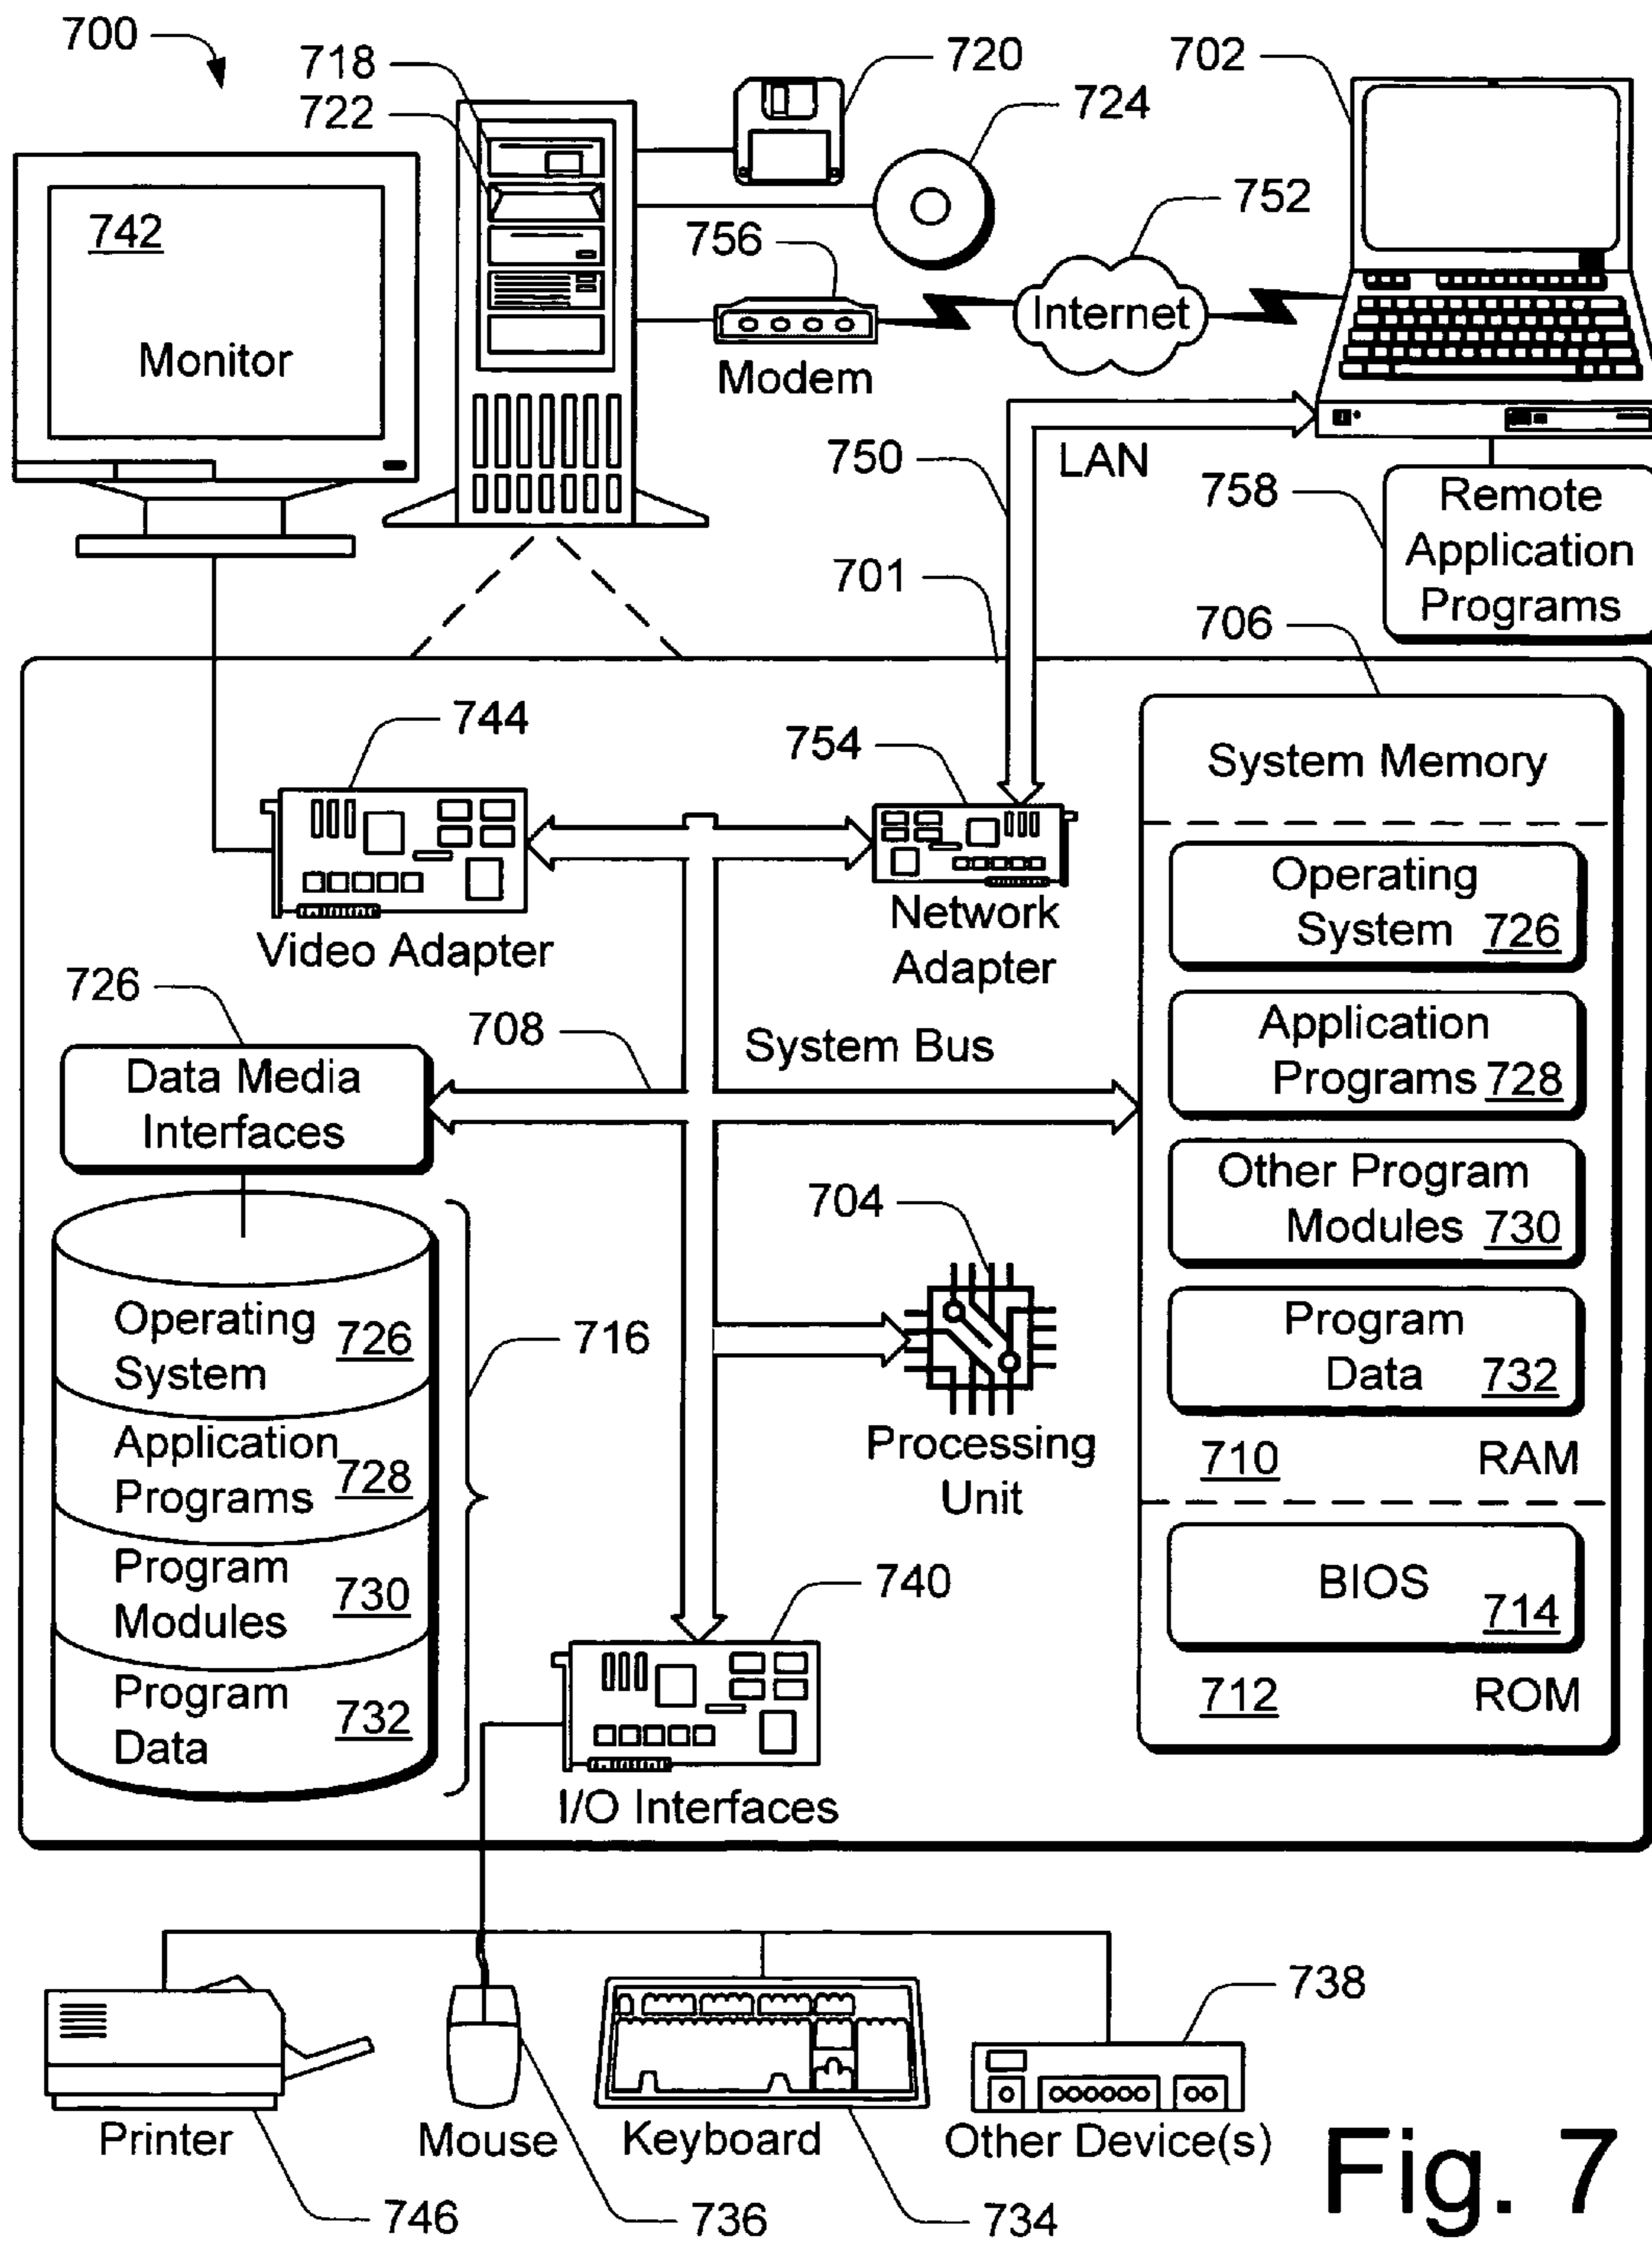 700
718
720
702
722
724
742
756
752
Internet
Monitor
Modem
750
LAN
758
Remote
Application
Programs
701
706
744
754
System Memory
Operating
System 726
Video Adapter
Network
Adapter
726
708
System Bus
Application
Programs 728
Data Media
Interfaces
704
Other Program
Modules 730
Operating
System 726
716
Program
Data 732
Application
Programs 728
Processing
Unit
710 RAM
Program
Modules 730
740
BIOS
714
Program
Data 732
712 ROM
I/O Interfaces
738
Printer
Mouse
Keyboard
Other Device(s)
746
736
734
Fig. 7